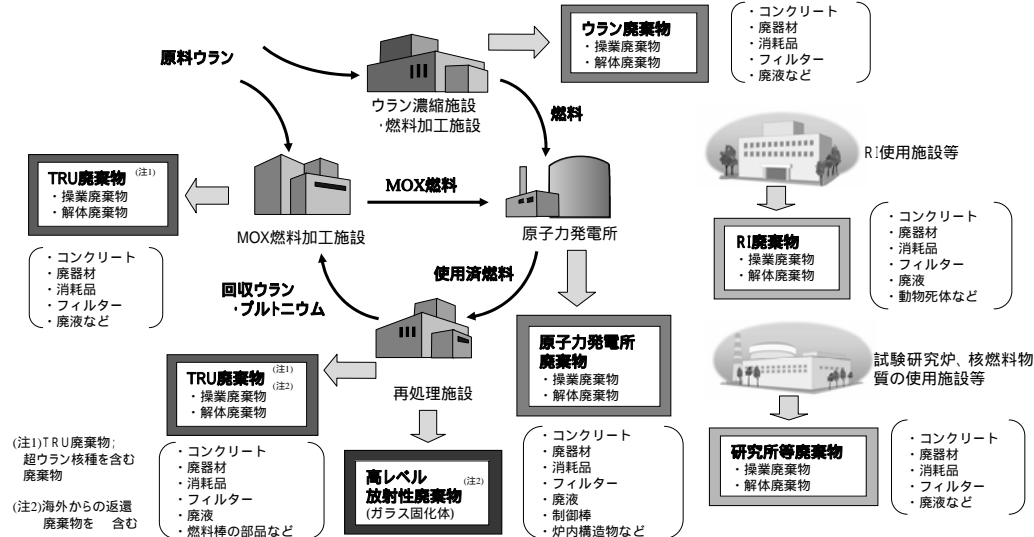 原料ウラン
ウラン濃縮施設
・燃料加工施設
ウラン廃棄物
・操業廃棄物
・解体廃棄物
・コンクリート
・廃器材
・消耗品
・フィルター
・廃液など
燃料
RI使用施設等
TRU廃棄物 (注1)
・操業廃棄物
・解体廃棄物
MOX燃料
MOX燃料加工施設
原子力発電所
・コンクリート
・廃器材
・消耗品
・フィルター
・廃液など
使用済燃料
回収ウラン
・プルトニウム
RI廃棄物
・操業廃棄物
・解体廃棄物
・コンクリート
・廃器材
・消耗品
・フィルター
・廃液
・動物死体など
原子力発電所
廃棄物
・操業廃棄物
・解体廃棄物
試験研究炉、核燃料物
質の使用施設等
TRU廃棄物 (注1)
(注2)
・操業廃棄物
・解体廃棄物
再処理施設
(注1)TRU廃棄物;
超ウラン核種を含む
廃棄物
(注2)海外からの返還
廃棄物を 含む
・コンクリート
・廃器材
・消耗品
・フィルター
・廃液
・燃料棒の部品など
高レベル
放射性廃棄物 (注2)
(ガラス固化体)
・コンクリート
・廃器材
・消耗品
・フィルター
・廃液
・制御棒
・炉内構造物など
研究所等廃棄物
・操業廃棄物
・解体廃棄物
・コンクリート
・廃器材
・消耗品
・フィルター
・廃液など